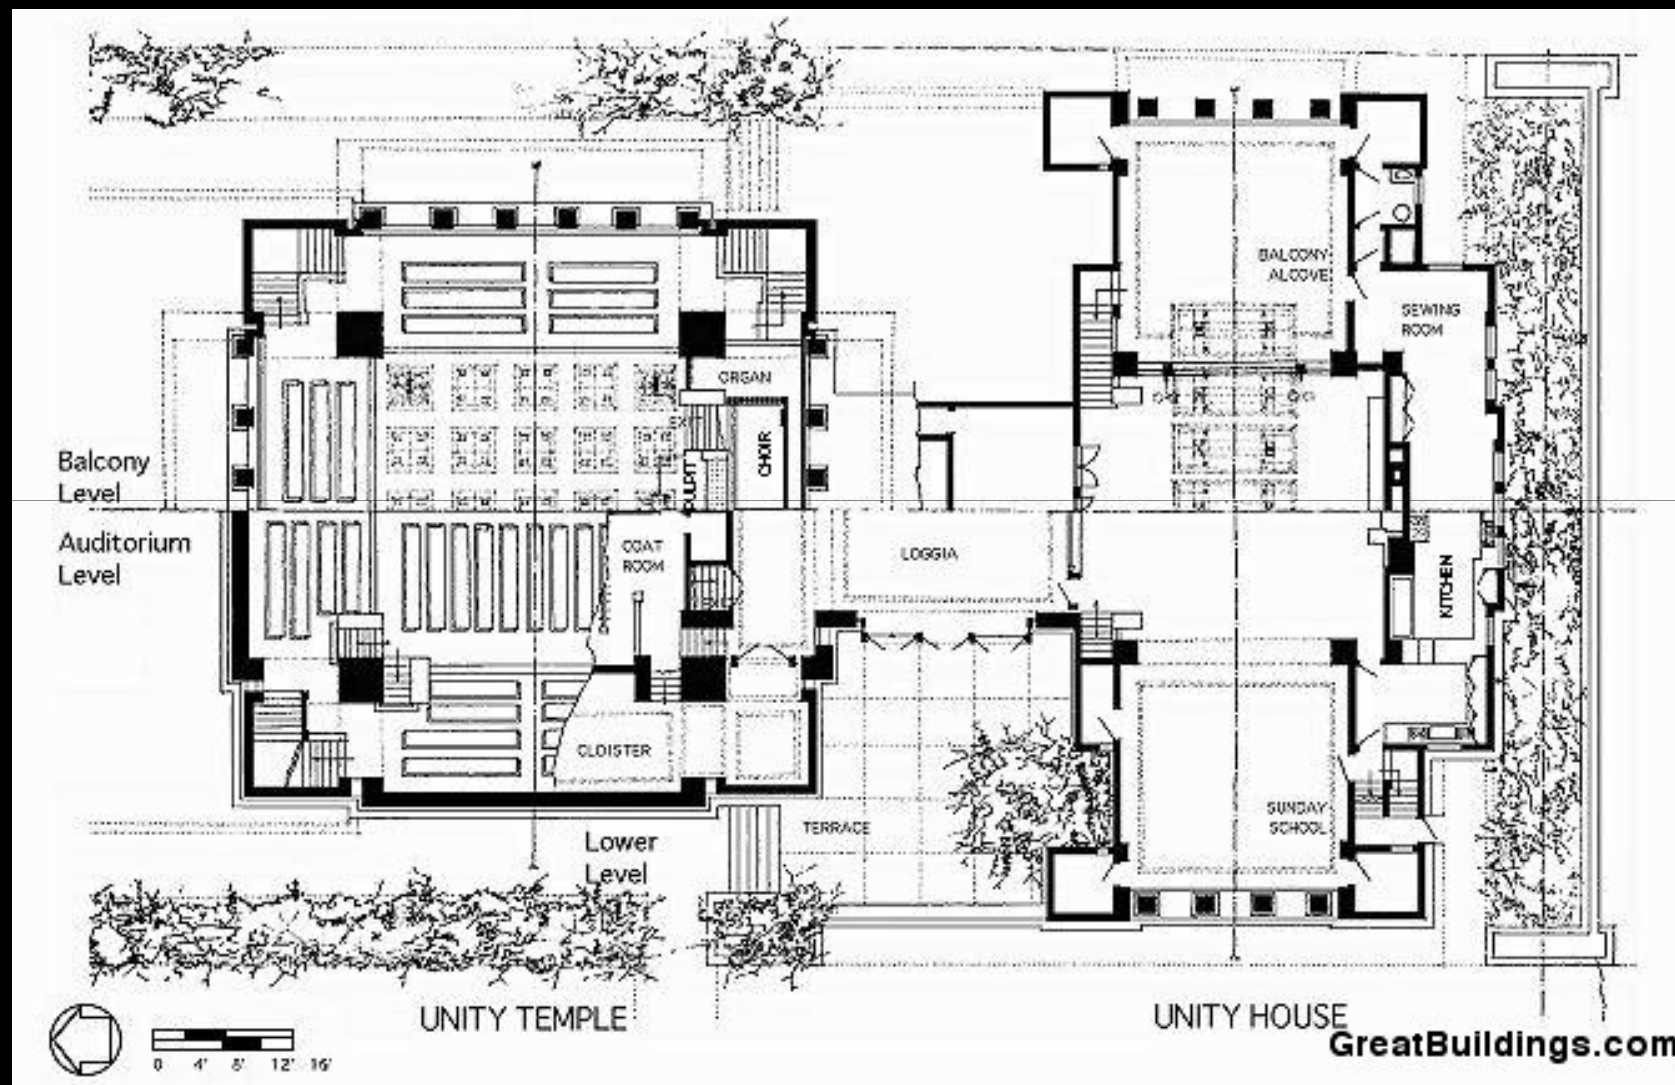 BALCONY
ALCOVE
SEWING
ROOM
ORGAN
CHOIR
PULPIT
Balcony
Level
Auditorium
Level
COAT
ROOM
LOGGIA
EXIT
KITCHEN
CLOISTER
SUNDAY
SCHOOL
TERRACE
Lower
Level
UNITY TEMPLE
UNITY HOUSE
GreatBuildings.com
0 4' 8' 12' 16'